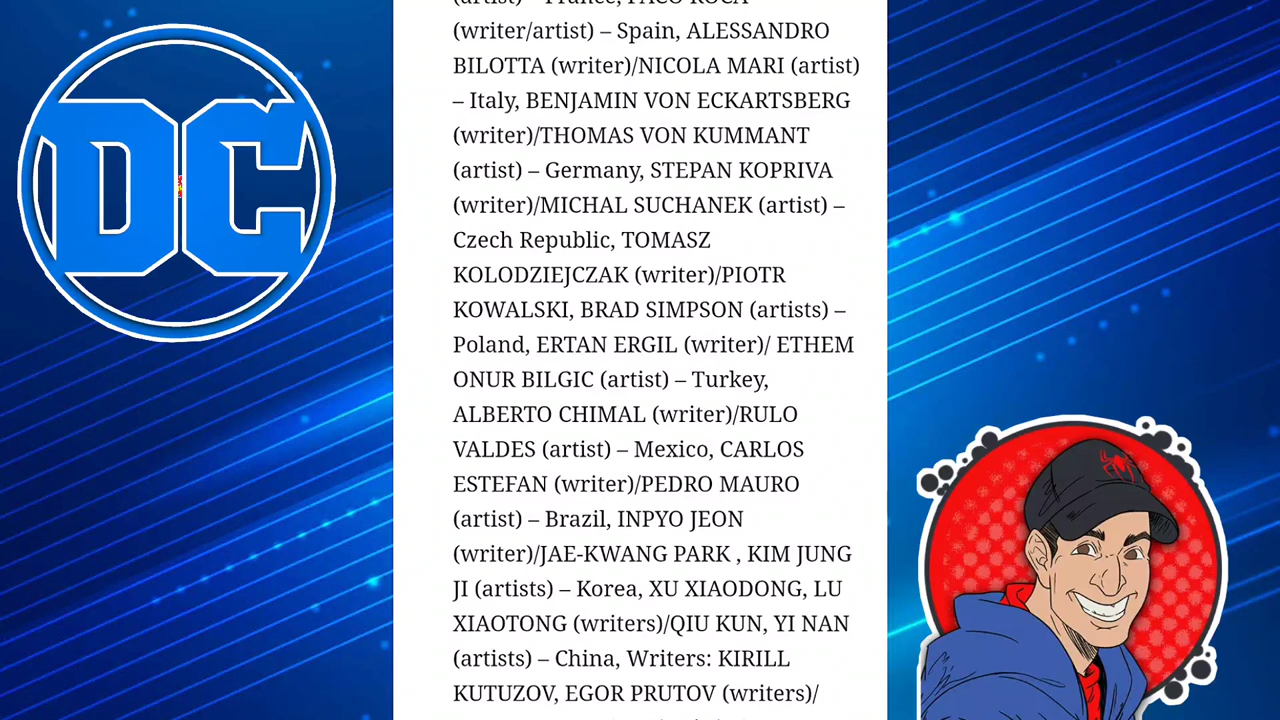 (writer/artist) – Spain, ALESSANDRO
BILOTTA (writer)/NICOLA MARI (artist)
– Italy, BENJAMIN VON ECKARTSBERG
(writer)/THOMAS VON KUMMANT
(artist) – Germany, STEPAN KOPRIVA
(writer)/MICHAL SUCHANEK (artist) –
Czech Republic, TOMASZ
KOLODZIEJCZAK (writer)/PIOTR
KOWALSKI, BRAD SIMPSON (artists) –
Poland, ERTAN ERGIL (writer)/ ETHEM
ONUR BILGIC (artist) – Turkey,
ALBERTO CHIMAL (writer)/RULO
VALDES (artist) – Mexico, CARLOS
ESTEFAN (writer)/PEDRO MAURO
(artist) – Brazil, INPYO JEON
(writer)/JAE-KWANG PARK , KIM JUNG
JI (artists) – Korea, XU XIAODONG, LU
XIAOTONG (writers)/QIU KUN, YI NAN
(artists) – China, Writers: KIRILL
KUTUZOV, EGOR PRUTOV (writers)/
DC